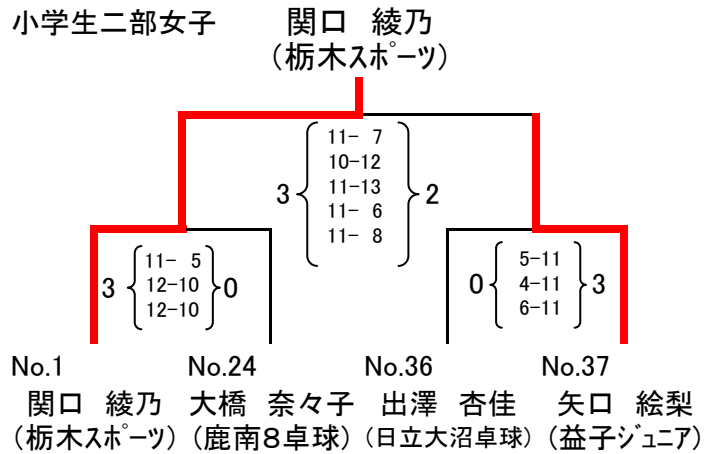 小学生二部女子
関口 綾乃
（栃木ｽﾎﾟｰﾂ）
3 11- 7 2
10-12
11-13
11- 6
11- 8
3 11- 5 0
12-10
12-10
0 5-11 3
4-11
6-11
No.1 No.24 No.36 No.37
関口 綾乃 大橋 奈々子 出澤 杏佳 矢口 絵梨
（栃木ｽﾎﾟｰﾂ） （鹿南８卓球） （日立大沼卓球） （益子ｼﾞｭﾆｱ）